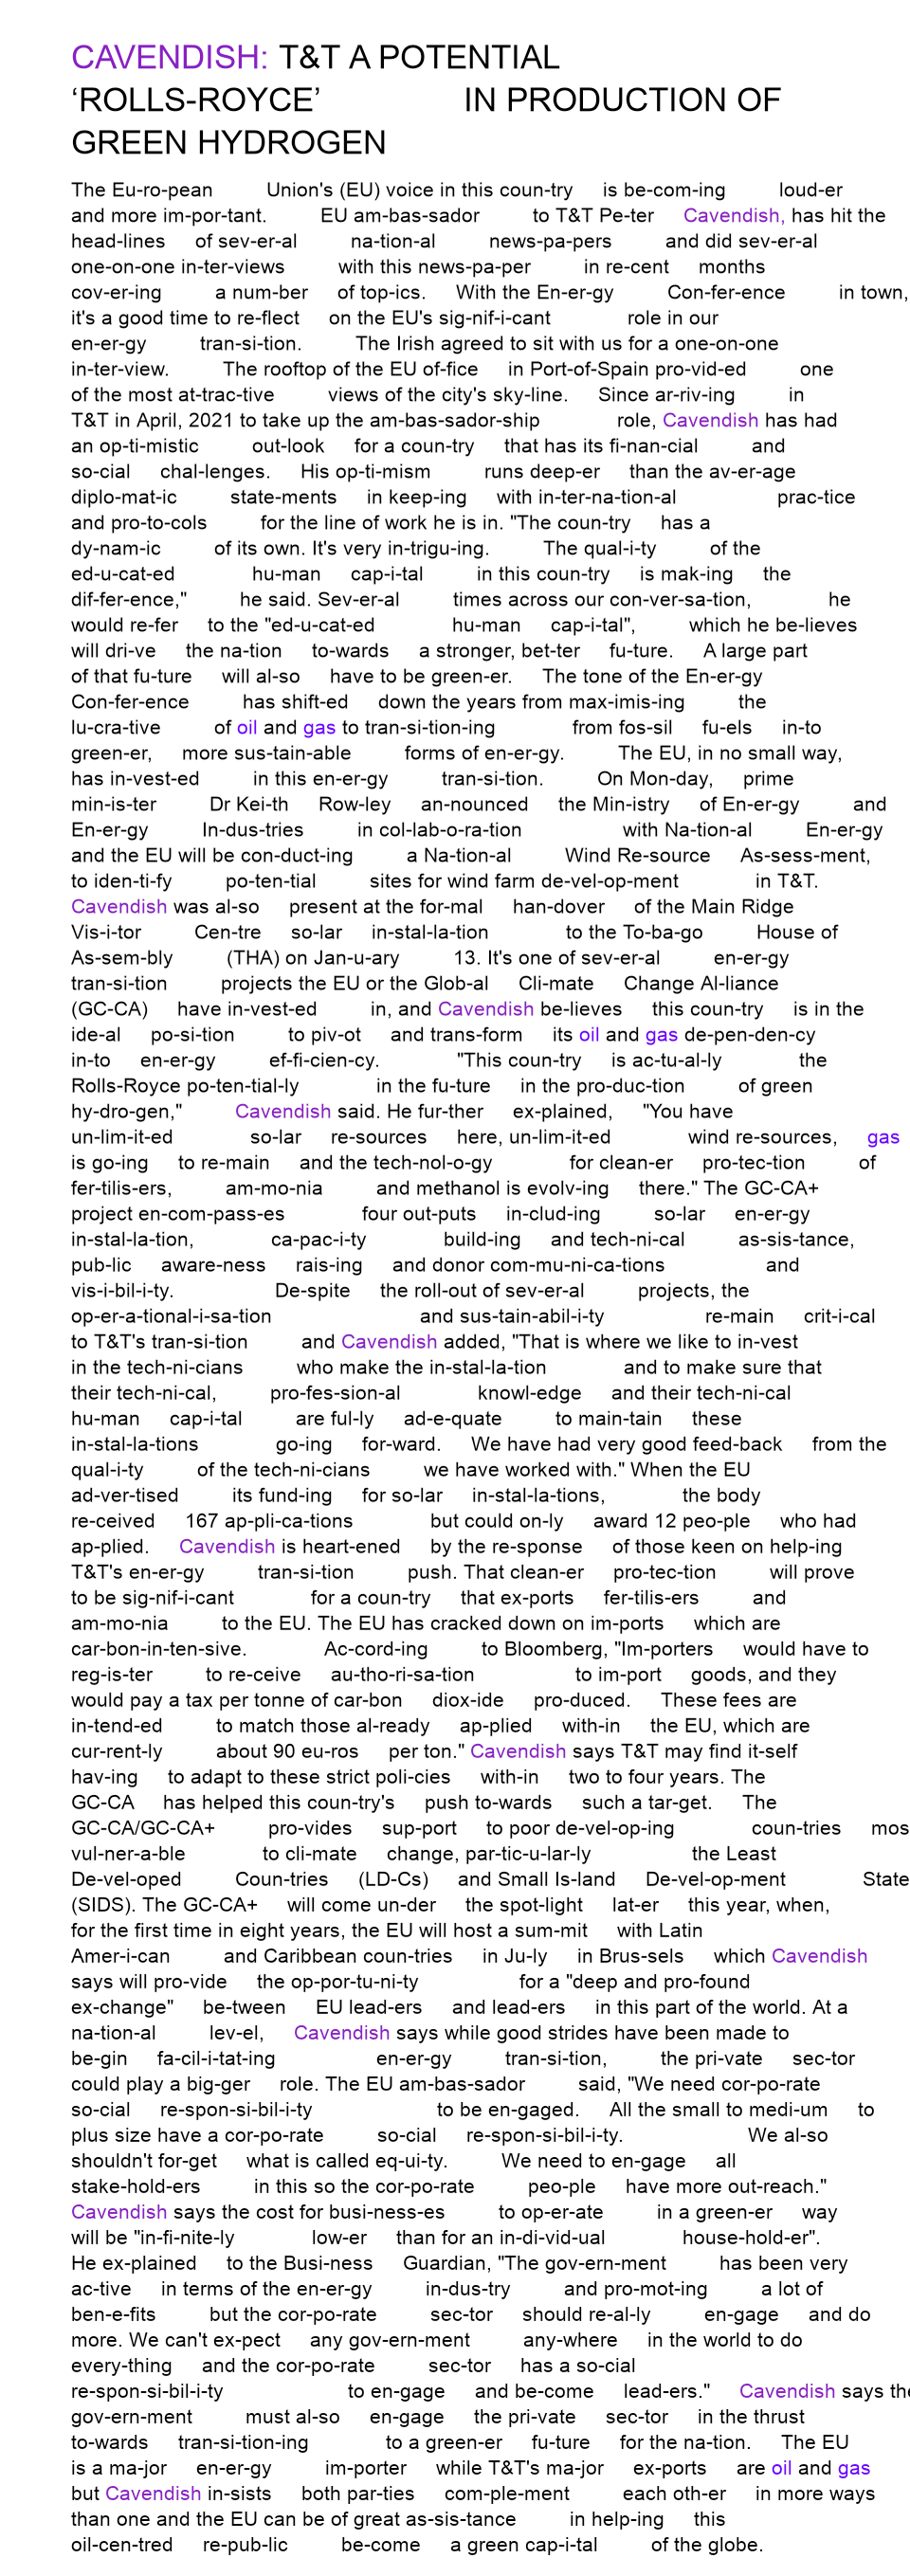 CAVENDISH: T&T A POTENTIAL
‘ROLLS-ROYCE’ IN PRODUCTION OF
GREEN HYDROGEN
The Eu-ro-pean Union's (EU) voice in this coun-try is be-com-ing loud-er
and more im-por-tant. EU am-bas-sador to T&T Pe-ter Cavendish, has hit the
head-lines of sev-er-al na-tion-al news-pa-pers and did sev-er-al
one-on-one in-ter-views with this news-pa-per in re-cent months
cov-er-ing a num-ber of top-ics. With the En-er-gy Con-fer-ence in town,
it's a good time to re-flect on the EU's sig-nif-i-cant role in our
en-er-gy tran-si-tion. The Irish agreed to sit with us for a one-on-one
in-ter-view. The rooftop of the EU of-fice in Port-of-Spain pro-vid-ed one
of the most at-trac-tive views of the city's sky-line. Since ar-riv-ing in
T&T in April, 2021 to take up the am-bas-sador-ship role, Cavendish has had
an op-ti-mistic out-look for a coun-try that has its fi-nan-cial and
so-cial chal-lenges. His op-ti-mism runs deep-er than the av-er-age
diplo-mat-ic state-ments in keep-ing with in-ter-na-tion-al prac-tice
and pro-to-cols for the line of work he is in. "The coun-try has a
dy-nam-ic of its own. It's very in-trigu-ing. The qual-i-ty of the
ed-u-cat-ed hu-man cap-i-tal in this coun-try is mak-ing the
dif-fer-ence," he said. Sev-er-al times across our con-ver-sa-tion, he
would re-fer to the "ed-u-cat-ed hu-man cap-i-tal", which he be-lieves
will dri-ve the na-tion to-wards a stronger, bet-ter fu-ture. A large part
of that fu-ture will al-so have to be green-er. The tone of the En-er-gy
Con-fer-ence has shift-ed down the years from max-imis-ing the
lu-cra-tive of oil and gas to tran-si-tion-ing from fos-sil fu-els in-to
green-er, more sus-tain-able forms of en-er-gy. The EU, in no small way,
has in-vest-ed in this en-er-gy tran-si-tion. On Mon-day, prime
min-is-ter Dr Kei-th Row-ley an-nounced the Min-istry of En-er-gy and
En-er-gy In-dus-tries in col-lab-o-ra-tion with Na-tion-al En-er-gy
and the EU will be con-duct-ing a Na-tion-al Wind Re-source As-sess-ment,
to iden-ti-fy po-ten-tial sites for wind farm de-vel-op-ment in T&T.
Cavendish was al-so present at the for-mal han-dover of the Main Ridge
Vis-i-tor Cen-tre so-lar in-stal-la-tion to the To-ba-go House of
As-sem-bly (THA) on Jan-u-ary 13. It's one of sev-er-al en-er-gy
tran-si-tion projects the EU or the Glob-al Cli-mate Change Al-liance
(GC-CA) have in-vest-ed in, and Cavendish be-lieves this coun-try is in the
ide-al po-si-tion to piv-ot and trans-form its oil and gas de-pen-den-cy
in-to en-er-gy ef-fi-cien-cy. "This coun-try is ac-tu-al-ly the
Rolls-Royce po-ten-tial-ly in the fu-ture in the pro-duc-tion of green
hy-dro-gen," Cavendish said. He fur-ther ex-plained, "You have
un-lim-it-ed so-lar re-sources here, un-lim-it-ed wind re-sources, gas
is go-ing to re-main and the tech-nol-o-gy for clean-er pro-tec-tion of
fer-tilis-ers, am-mo-nia and methanol is evolv-ing there." The GC-CA+
project en-com-pass-es four out-puts in-clud-ing so-lar en-er-gy
in-stal-la-tion, ca-pac-i-ty build-ing and tech-ni-cal as-sis-tance,
pub-lic aware-ness rais-ing and donor com-mu-ni-ca-tions and
vis-i-bil-i-ty. De-spite the roll-out of sev-er-al projects, the
op-er-a-tional-i-sa-tion and sus-tain-abil-i-ty re-main crit-i-cal
to T&T's tran-si-tion and Cavendish added, "That is where we like to in-vest
in the tech-ni-cians who make the in-stal-la-tion and to make sure that
their tech-ni-cal, pro-fes-sion-al knowl-edge and their tech-ni-cal
hu-man cap-i-tal are ful-ly ad-e-quate to main-tain these
in-stal-la-tions go-ing for-ward. We have had very good feed-back from the
qual-i-ty of the tech-ni-cians we have worked with." When the EU
ad-ver-tised its fund-ing for so-lar in-stal-la-tions, the body
re-ceived 167 ap-pli-ca-tions but could on-ly award 12 peo-ple who had
ap-plied. Cavendish is heart-ened by the re-sponse of those keen on help-ing
T&T's en-er-gy tran-si-tion push. That clean-er pro-tec-tion will prove
to be sig-nif-i-cant for a coun-try that ex-ports fer-tilis-ers and
am-mo-nia to the EU. The EU has cracked down on im-ports which are
car-bon-in-ten-sive. Ac-cord-ing to Bloomberg, "Im-porters would have to
reg-is-ter to re-ceive au-tho-ri-sa-tion to im-port goods, and they
would pay a tax per tonne of car-bon diox-ide pro-duced. These fees are
in-tend-ed to match those al-ready ap-plied with-in the EU, which are
cur-rent-ly about 90 eu-ros per ton." Cavendish says T&T may find it-self
hav-ing to adapt to these strict poli-cies with-in two to four years. The
GC-CA has helped this coun-try's push to-wards such a tar-get. The
GC-CA/GC-CA+ pro-vides sup-port to poor de-vel-op-ing coun-tries mos
vul-ner-a-ble to cli-mate change, par-tic-u-lar-ly the Least
De-vel-oped Coun-tries (LD-Cs) and Small Is-land De-vel-op-ment State
(SIDS). The GC-CA+ will come un-der the spot-light lat-er this year, when,
for the first time in eight years, the EU will host a sum-mit with Latin
Amer-i-can and Caribbean coun-tries in Ju-ly in Brus-sels which Cavendish
says will pro-vide the op-por-tu-ni-ty for a "deep and pro-found
ex-change" be-tween EU lead-ers and lead-ers in this part of the world. At a
na-tion-al lev-el, Cavendish says while good strides have been made to
be-gin fa-cil-i-tat-ing en-er-gy tran-si-tion, the pri-vate sec-tor
could play a big-ger role. The EU am-bas-sador said, "We need cor-po-rate
so-cial re-spon-si-bil-i-ty to be en-gaged. All the small to medi-um to
plus size have a cor-po-rate so-cial re-spon-si-bil-i-ty. We al-so
shouldn't for-get what is called eq-ui-ty. We need to en-gage all
stake-hold-ers in this so the cor-po-rate peo-ple have more out-reach."
Cavendish says the cost for busi-ness-es to op-er-ate in a green-er way
will be "in-fi-nite-ly low-er than for an in-di-vid-ual house-hold-er".
He ex-plained to the Busi-ness Guardian, "The gov-ern-ment has been very
ac-tive in terms of the en-er-gy in-dus-try and pro-mot-ing a lot of
ben-e-fits but the cor-po-rate sec-tor should re-al-ly en-gage and do
more. We can't ex-pect any gov-ern-ment any-where in the world to do
every-thing and the cor-po-rate sec-tor has a so-cial
re-spon-si-bil-i-ty to en-gage and be-come lead-ers." Cavendish says the
gov-ern-ment must al-so en-gage the pri-vate sec-tor in the thrust
to-wards tran-si-tion-ing to a green-er fu-ture for the na-tion. The EU
is a ma-jor en-er-gy im-porter while T&T's ma-jor ex-ports are oil and gas
but Cavendish in-sists both par-ties com-ple-ment each oth-er in more ways
than one and the EU can be of great as-sis-tance in help-ing this
oil-cen-tred re-pub-lic be-come a green cap-i-tal of the globe.